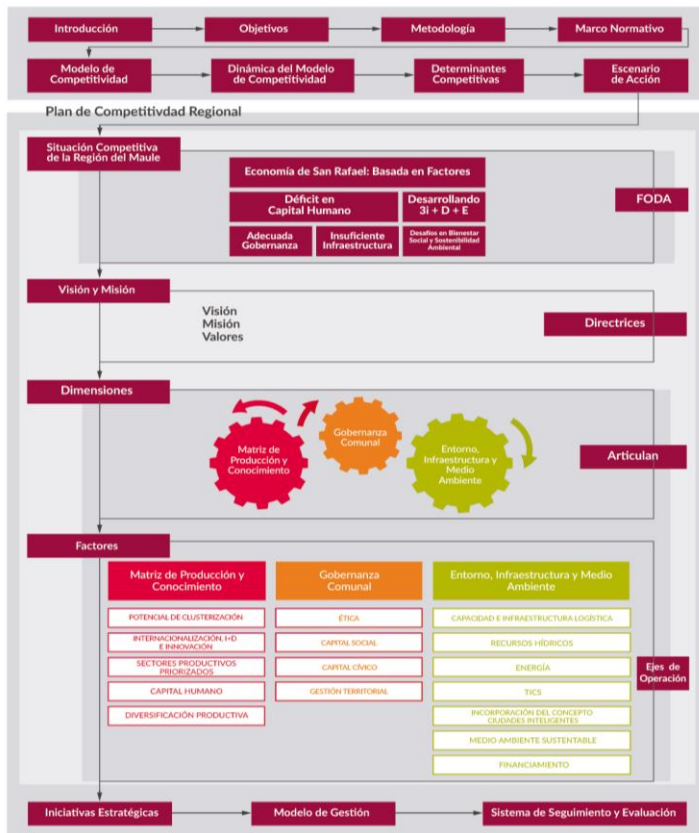 Introducción
Objetivos
Metodología
Marco Normativo
Modelo de
Competividad
Dinámica del Modelo
de Competividad
Determinantes
Competitivas
Escenario
de Acción
Plan de Competitivdad Regional
Situación Competitiva
de la Región del Maule
Economía de San Rafael: Basada en Factores
Déficit en
Capital Humano
Desarrollando
3i + D + E
Adecuada
Gobernanza
Insuficiente
Infraestructura
Desafíos en Bienestar
Social y Sostenibilidad
Ambiental
FODA
Visión y Misión
Visión
Misión
Valores
Directrices
Dimensiones
Matriz de
Producción y
Conocimiento
Gobernanza
Comunal
Entorno,
Infraestructura y
Medio
Ambiente
Articulan
Factores
Matriz de Producción y
Conocimiento
Gobernanza
Comunal
Entorno, Infraestructura y Medio
Ambiente
POTENCIAL DE CLUSTERIZACIÓN
INTERNACIONALIZACIÓN, I+D
E INNOVACIÓN
SECTORES PRODUCTIVOS
PRIORIZADOS
CAPITAL HUMANO
DIVERSIFICACIÓN PRODUCTIVA
ÉTICA
CAPITAL SOCIAL
CAPITAL CÍVICO
GESTIÓN TERRITORIAL
CAPACIDAD E INFRAESTRUCTURA LOGÍSTICA
RECURSOS HÍDRICOS
ENERGÍA
TICS
INCORPORACIÓN DEL CONCEPTO
CIUDADES INTELIGENTES
MEDIO AMBIENTE SUSTENTABLE
FINANCIAMIENTO
Ejes de
Operación
Iniciativas Estratégicas
Modelo de Gestión
Sistema de Seguimiento y Evaluación